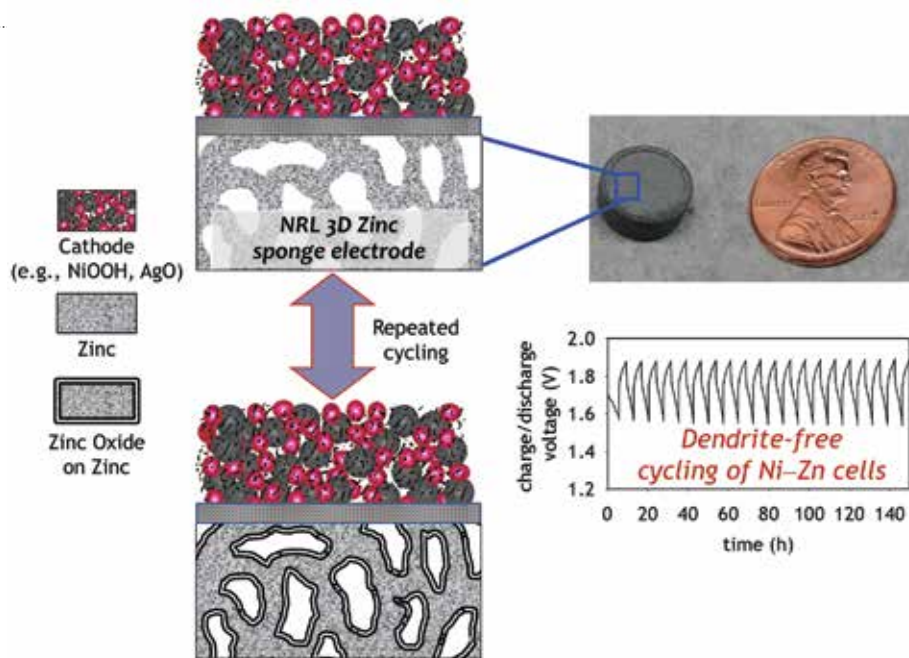 NRL 3D Zinc
sponge electrode
Cathode
(e.g., NiOOH, AgO)
Zinc
Zinc Oxide
on Zinc
Repeated
cycling
charge/discharge
voltage (V)
2.0
1.8
1.6
1.4
1.2
Dendrite-free
cycling of Ni–Zn cells
0 20 40 60 80 100 120 140
time (h)